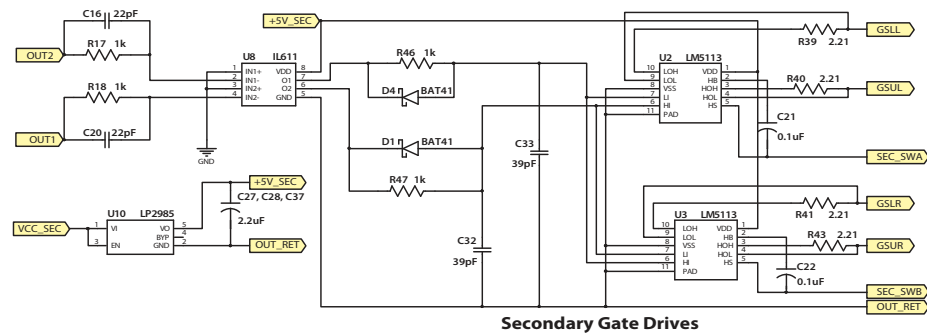 C16 22pF
OUT2
R17 1k
R18 1k
OUT1
C20 22pF
+5V_SEC
U8 IL611
1 IN1+ VDD 8
2 IN1- O1 7
3 IN2+ O2 6
4 IN2- GND 5
GND
R46 1k
D4 BAT41
D1 BAT41
R47 1k
C33
39pF
C32
39pF
U2 LM5113
10 LOH VDD 1
9 LOL HB 2
8 VSS HOH 3
7 LI HOL 4
6 HI HS 5
11 PAD
R39 2.21
GSLL
R40 2.21
GSUL
C21
0.1uF
SEC_SWA
GSLR
R41 2.21
U3 LM5113
10 LOH VDD 1
9 LOL HB 2
8 VSS HOH 3
7 LI HOL 4
6 HI HS 5
11 PAD
R43 2.21
GSUR
C22
0.1uF
SEC_SWB
OUT_RET
+5V_SEC
C27, C28, C37
2.2uF
U10 LP2985
VCC_SEC
1 VI VO 5
BYP 4
3 EN GND 2
OUT_RET
Secondary Gate Drives